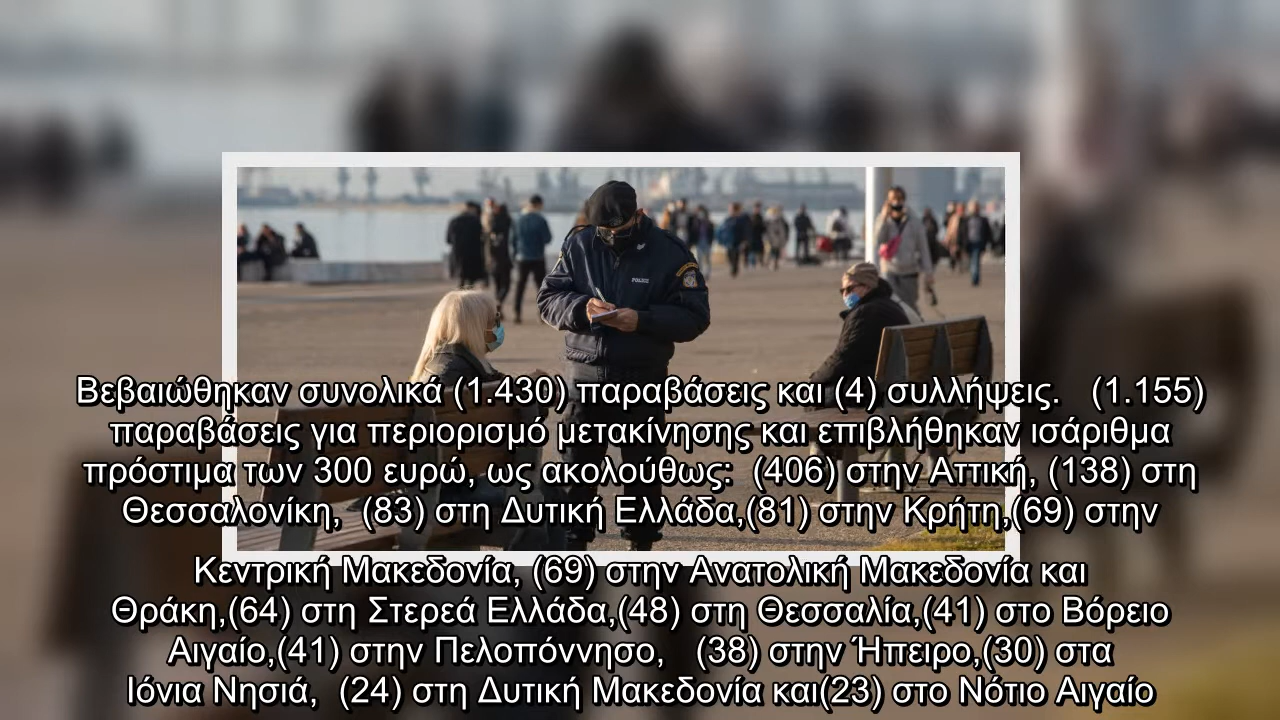 Βεβαιώθηκαν συνολικά (1.430) παραβάσεις και (4) συλλήψεις. (1.155)
παραβάσεις για περιορισμό μετακίνησης και επιβλήθηκαν ισάριθμα
πρόστιμα των 300 ευρώ, ως ακολούθως: (406) στην Αττική, (138) στη
Θεσσαλονίκη, (83) στη Δυτική Ελλάδα,(81) στην Κρήτη,(69) στην
Κεντρική Μακεδονία, (69) στην Ανατολική Μακεδονία και
Θράκη,(64) στη Στερεά Ελλάδα,(48) στη Θεσσαλία,(41) στο Βόρειο
Αιγαίο,(41) στην Πελοπόννησο, (38) στην Ήπειρο,(30) στα
Ιόνια Νησιά, (24) στη Δυτική Μακεδονία και(23) στο Νότιο Αιγαίο
POLICE